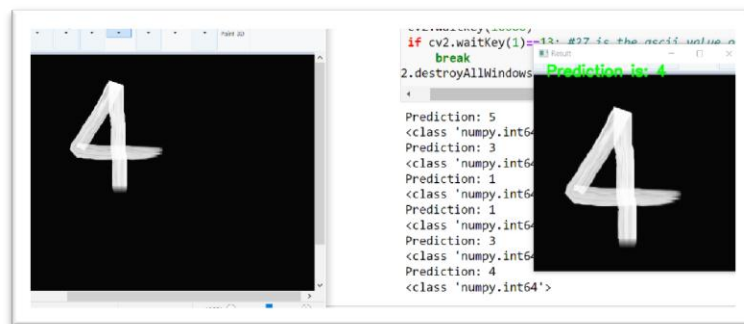 Paint 3D
4
if cv2.waitKey(1)==13: #27 is the ascii value o
break
2.destroyAllWindows
Prediction: 5
<class 'numpy.int64
Prediction: 3
<class 'numpy.int64
Prediction: 1
<class 'numpy.int64
Prediction: 1
<class 'numpy.int64
Prediction: 3
<class 'numpy.int64
Prediction: 4
<class 'numpy.int64'>
Result
Prediction is: 4
4